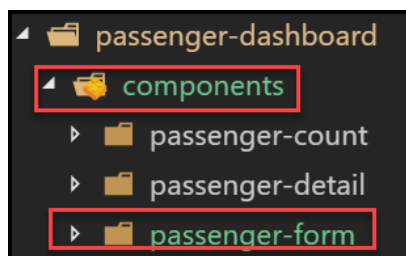 passenger-dashboard
components
passenger-count
passenger-detail
passenger-form